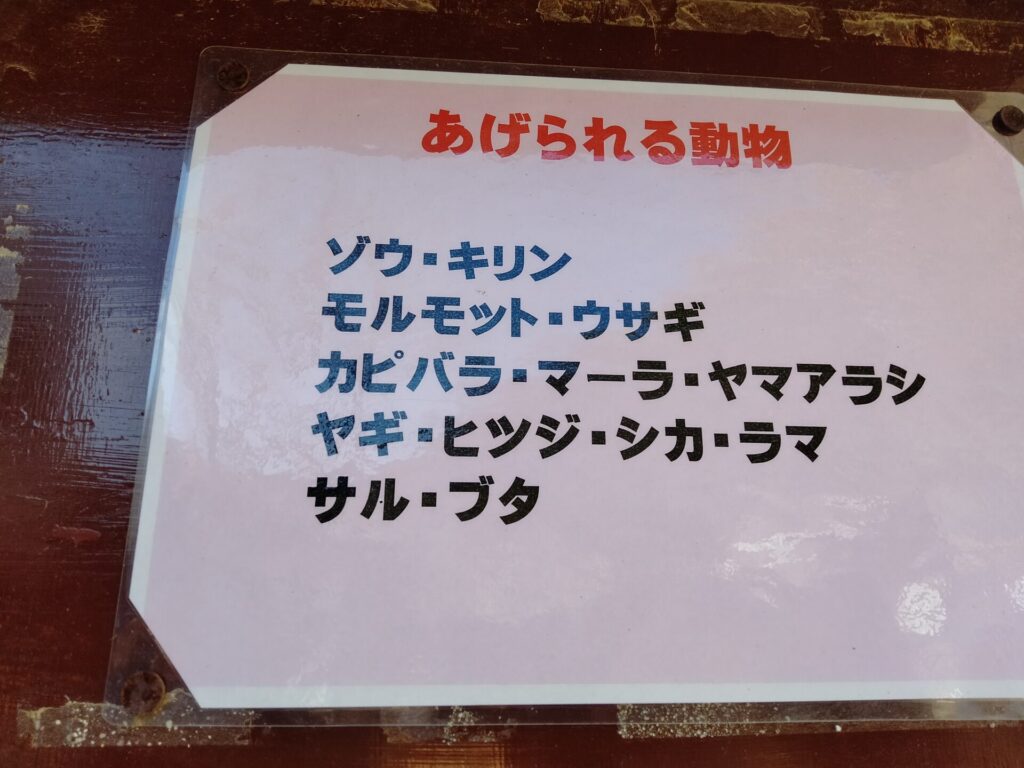 あげられる動物
ゾウ・キリン
モルモット・ウサギ
カピバラ・マーラ・ヤマアラシ
ヤギ・ヒツジ・シカ・ラマ
サル・ブタ